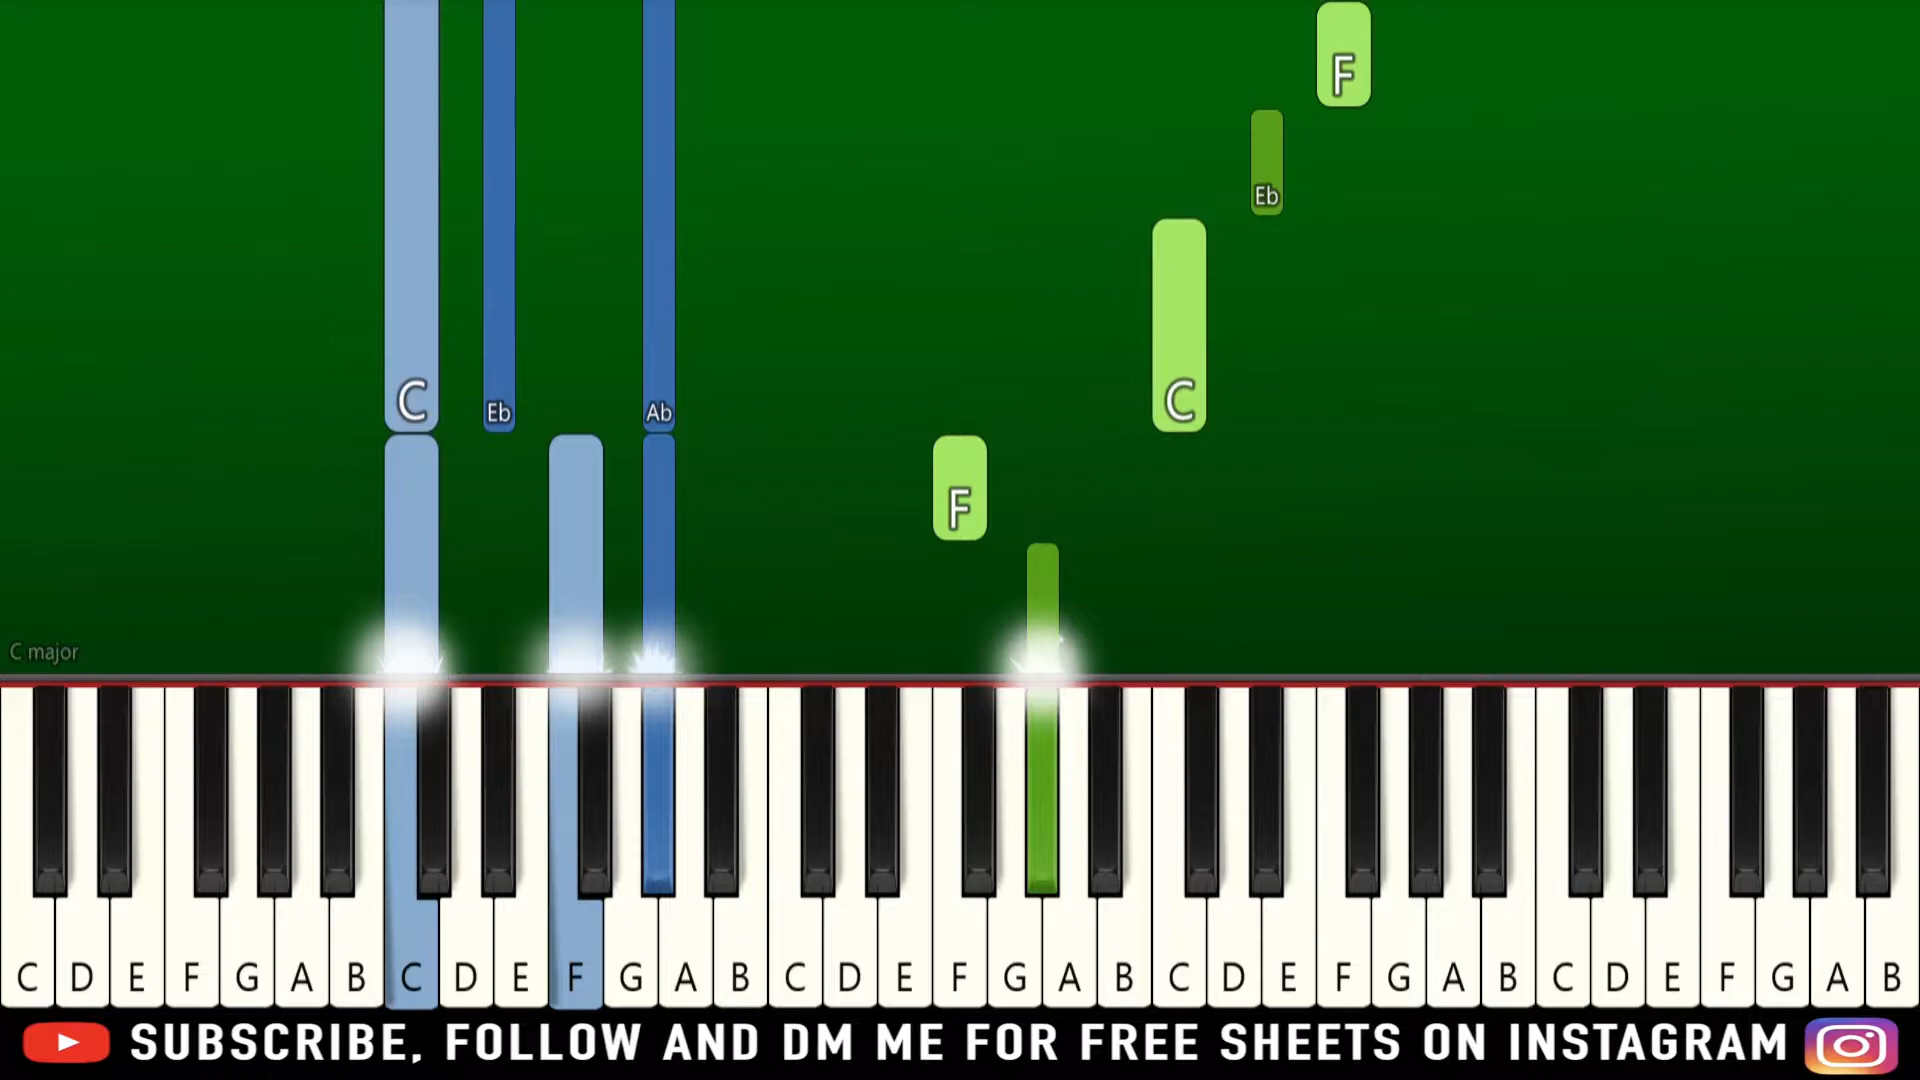 F
Eb
C Eb Ab C
F
C major
C D E F G A B C D E F G A B C D E F G A B C D E F G A B C D E F G A B
SUBSCRIBE, FOLLOW AND DM ME FOR FREE SHEETS ON INSTAGRAM